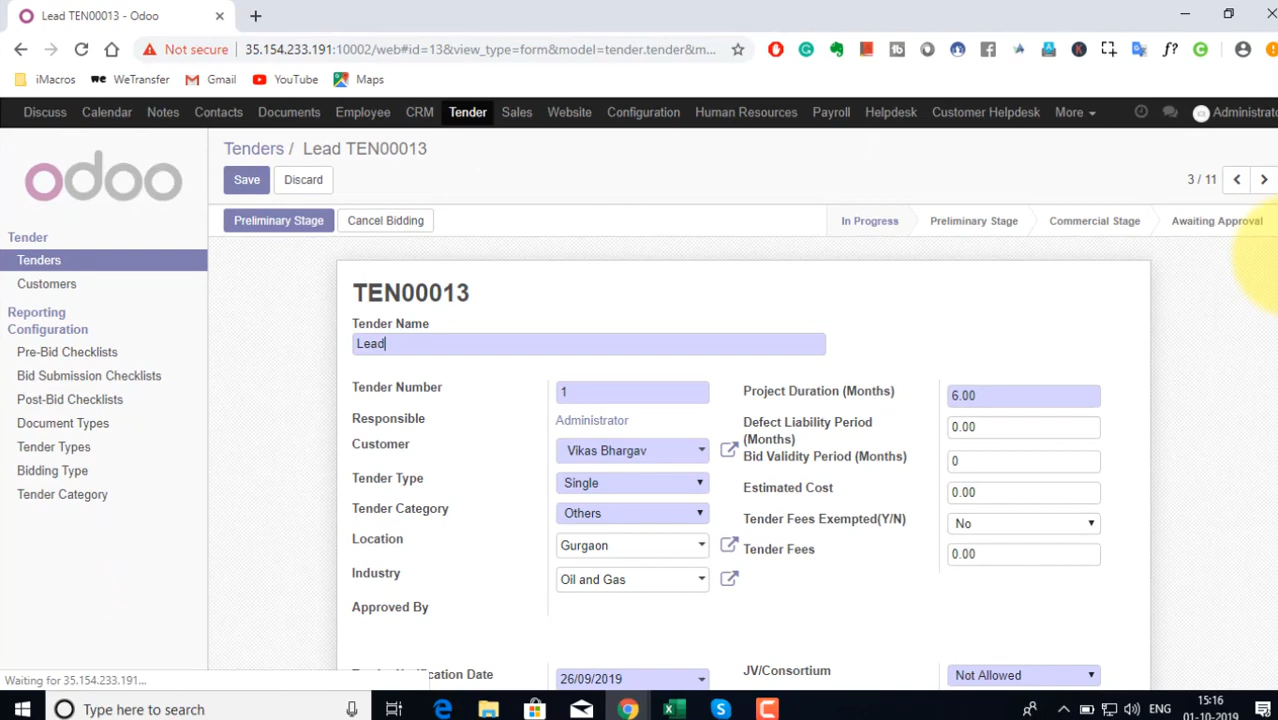 Lead TEN00013 - Odoo
Not secure 35.154.233.191:10002/web#id=13&view_type=form&model=tender.tender&m...
iMacros WeTransfer Gmail YouTube Maps
Discuss Calendar Notes Contacts Documents Employee CRM Tender Sales Website Configuration Human Resources Payroll Helpdesk Customer Helpdesk More Administrato
odoo
Tenders / Lead TEN00013
Save Discard
3 / 11
Preliminary Stage Cancel Bidding
In Progress Preliminary Stage Commercial Stage Awaiting Approval
Tender
Tenders
Customers
Reporting
Configuration
Pre-Bid Checklists
Bid Submission Checklists
Post-Bid Checklists
Document Types
Tender Types
Bidding Type
Tender Category
TEN00013
Tender Name
Lead
Tender Number 1
Responsible Administrator
Customer Vikas Bhargav
Tender Type Single
Tender Category Others
Location Gurgaon
Industry Oil and Gas
Approved By
Project Duration (Months) 6.00
Defect Liability Period (Months) 0.00
Bid Validity Period (Months) 0
Estimated Cost 0.00
Tender Fees Exempted(Y/N) No
Tender Fees 0.00
26/09/2019
JV/Consortium Not Allowed
Waiting for 35.154.233.191...
Type here to search
15:16
01-10-2019